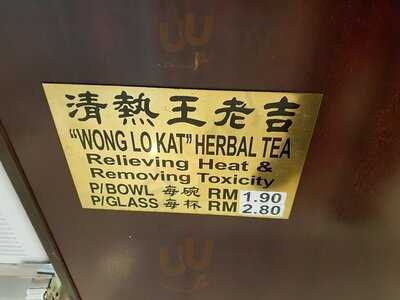 清熱王老吉
"WONG LO KAT" HERBAL TEA
Relieving Heat &
Removing Toxicity
P/BOWL 每碗 RM 1.90
P/GLASS 每杯 RM 2.80